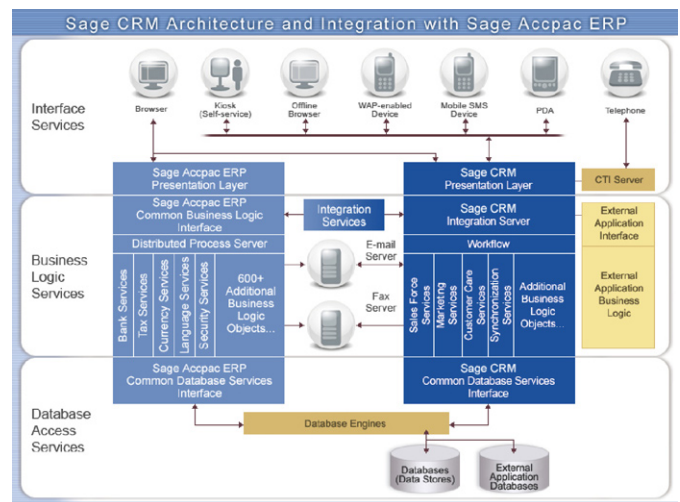 Sage CRM Architecture and Integration with Sage Accpac ERP
Interface
Services
Browser
Kiosk
(Self-service)
Offline
Browser
WAP-enabled
Device
Mobile SMS
Device
PDA
Telephone
Sage Accpac ERP
Presentation Layer
Sage CRM
Presentation Layer
CTI Server
Business
Logic
Services
Sage Accpac ERP
Common Business Logic
Interface
Integration
Services
Sage CRM
Integration Server
External
Application
Interface
Distributed Process Server
E-mail
Server
Workflow
Bank Services
Tax Services
Currency Services
Language Services
Security Services
600+
Additional
Business
Logic
Objects...
Fax
Server
Sales Force
Services
Marketing
Services
Customer Care
Services
Synchronization
Services
Additional
Business
Logic
Objects...
External
Application
Business
Logic
Database
Access
Services
Sage Accpac ERP
Common Database Services
Interface
Sage CRM
Common Database Services
Interface
Database Engines
Databases
(Data Stores)
External
Application
Databases